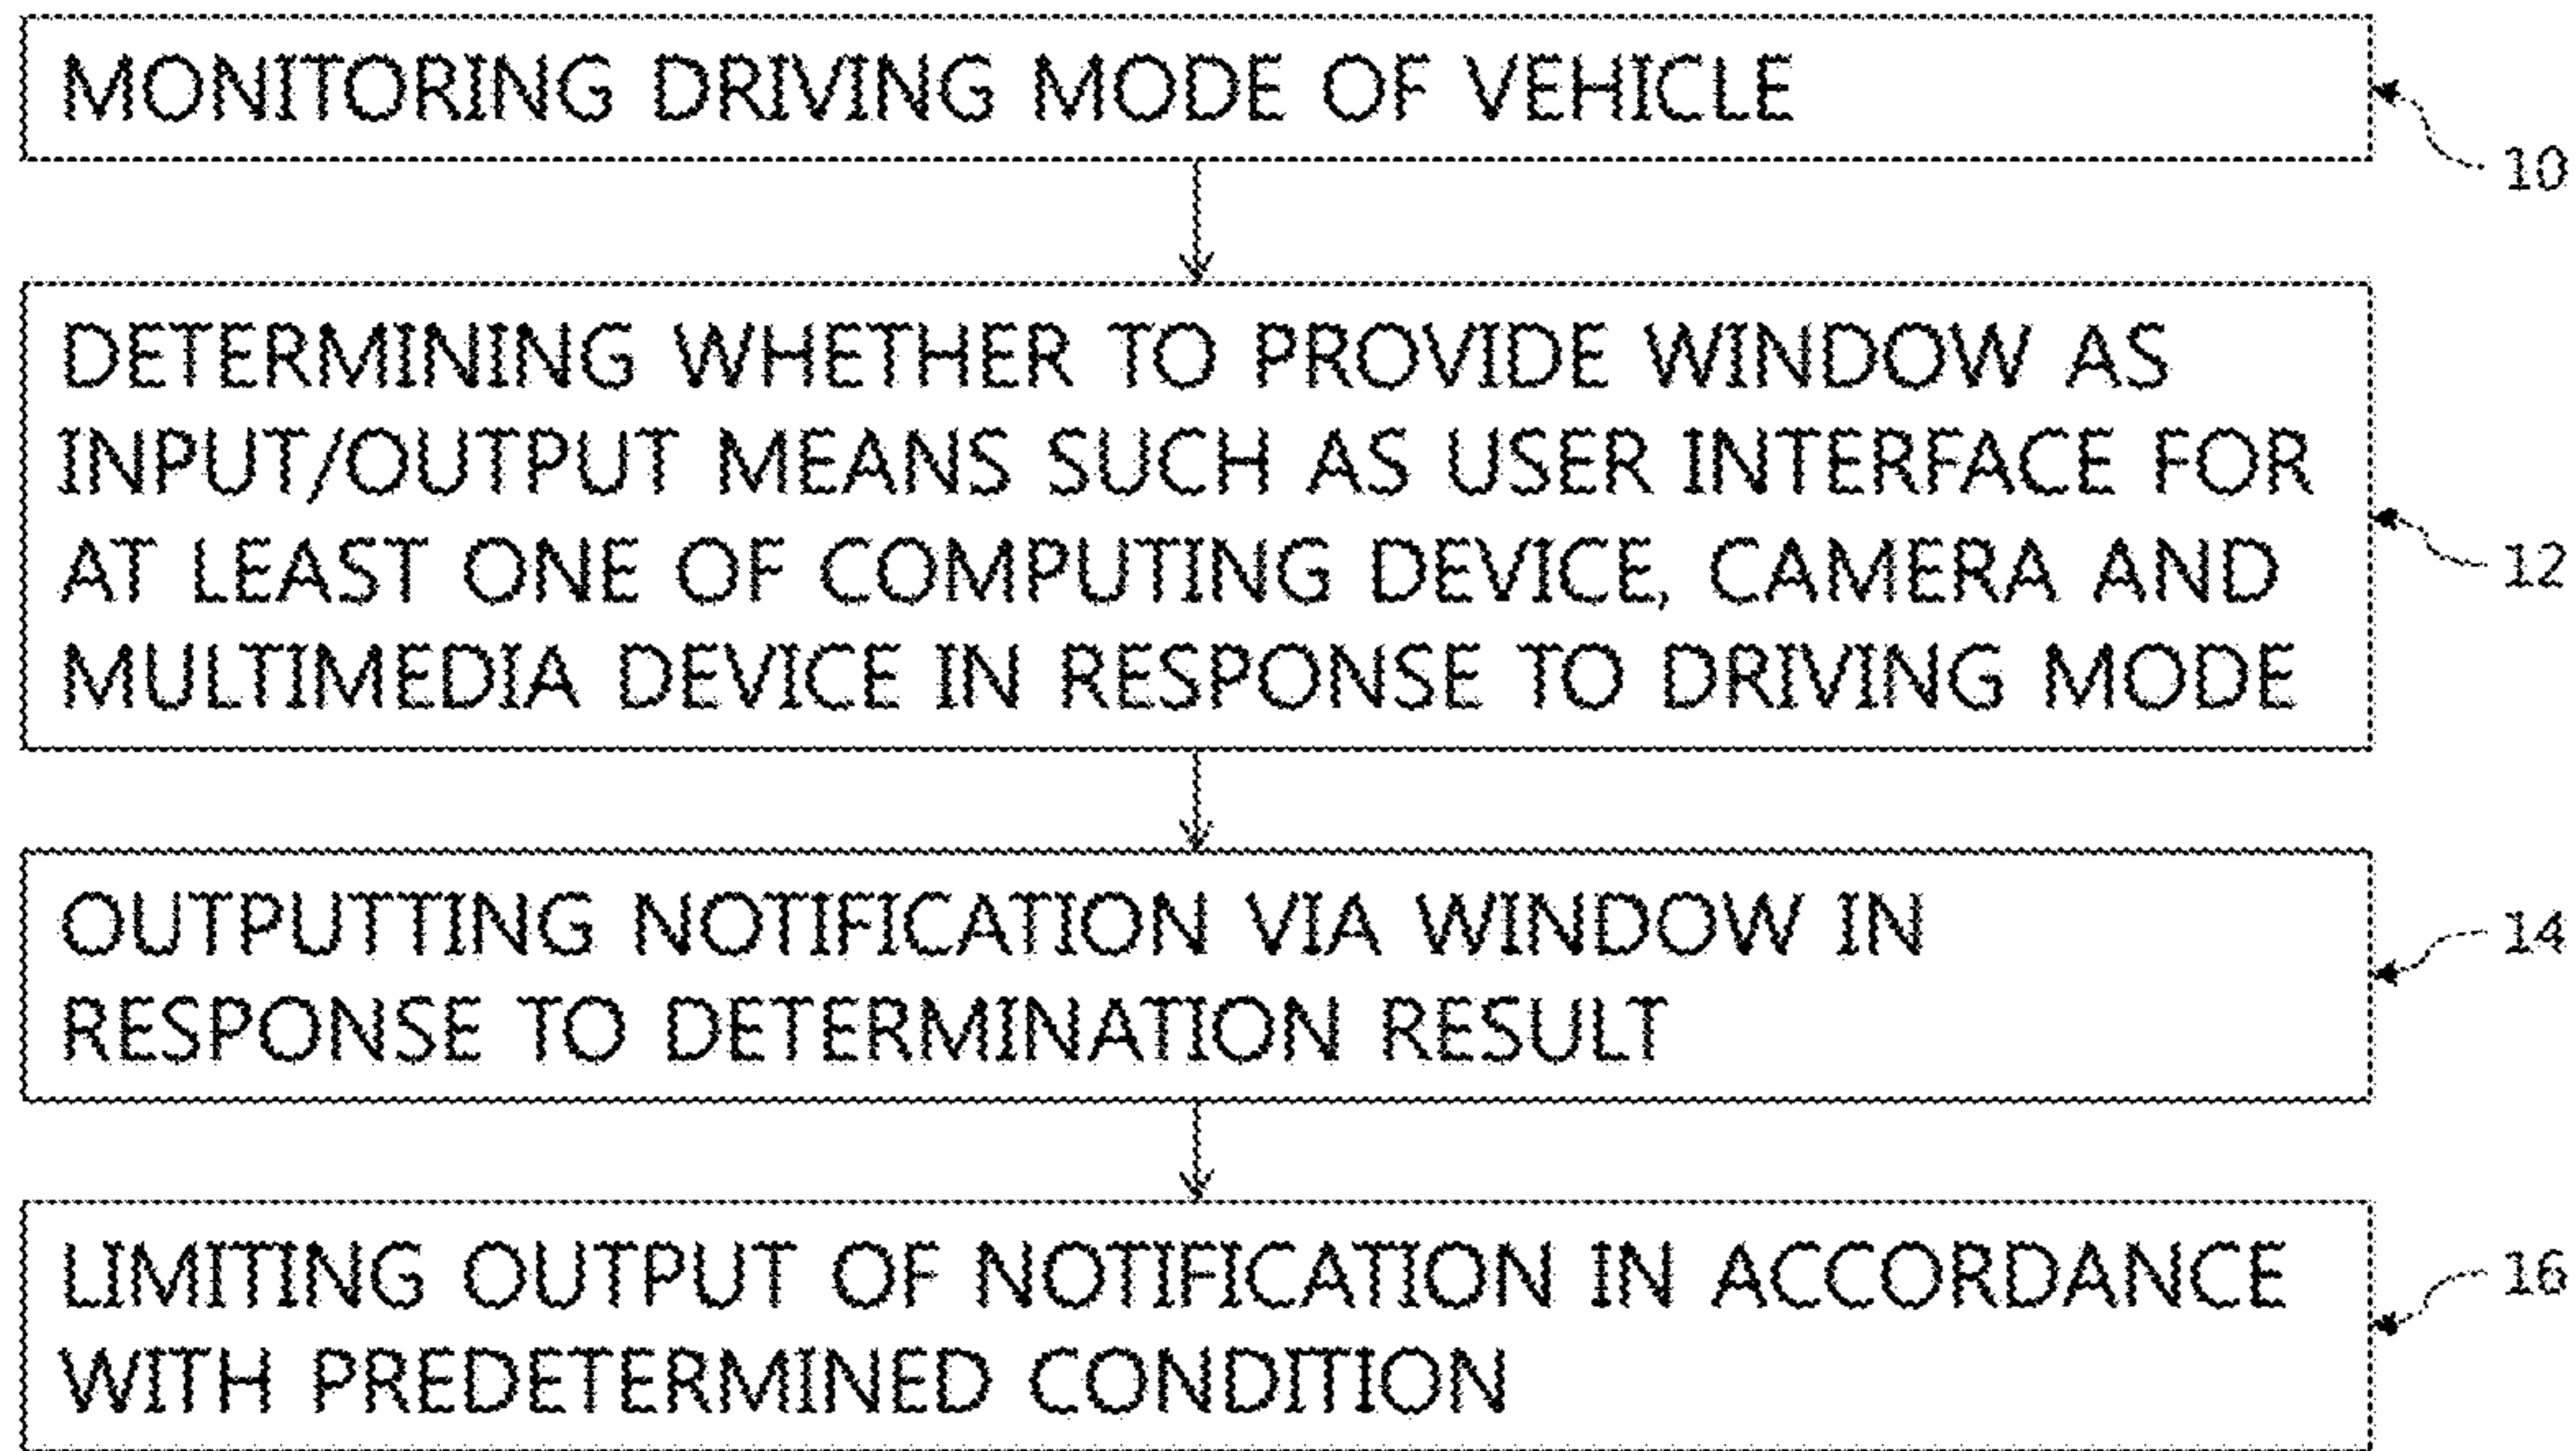 MONITORING DRIVING MODE OF VEHICLE
10
DETERMINING WHETHER TO PROVIDE WINDOW AS
INPUT/OUTPUT MEANS SUCH AS USER INTERFACE FOR
AT LEAST ONE OF COMPUTING DEVICE, CAMERA AND
MULTIMEDIA DEVICE IN RESPONSE TO DRIVING MODE
12
OUTPUTTING NOTIFICATION VIA WINDOW IN
RESPONSE TO DETERMINATION RESULT
14
LIMITING OUTPUT OF NOTIFICATION IN ACCORDANCE
WITH PREDETERMINED CONDITION
16